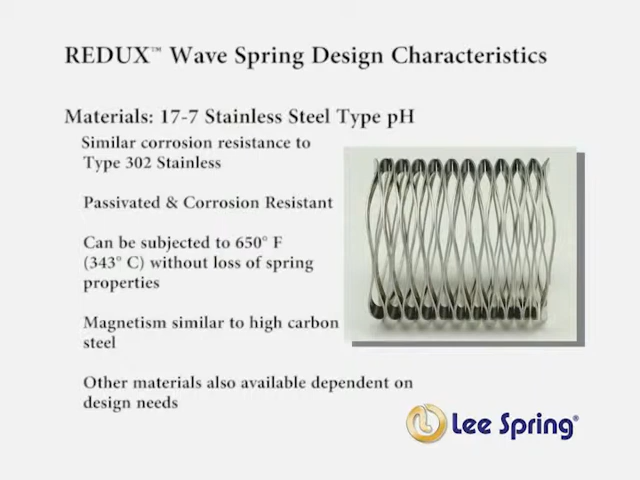 REDUX™ Wave Spring Design Characteristics
Materials: 17-7 Stainless Steel Type pH
Similar corrosion resistance to
Type 302 Stainless
Passivated & Corrosion Resistant
Can be subjected to 650° F
(343° C) without loss of spring
properties
Magnetism similar to high carbon
steel
Other materials also available dependent on
design needs
Lee Spring®